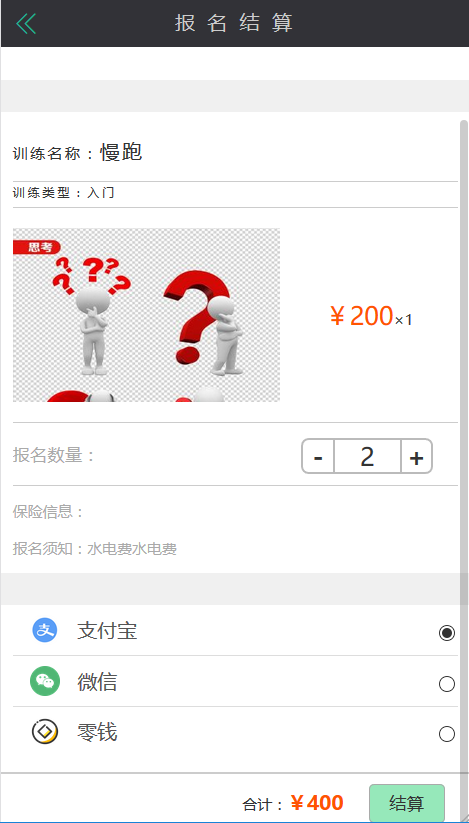 报名结算
训练名称：慢跑
训练类型：入门
思考
￥200×1
报名数量： - 2 +
保险信息：
报名须知：水电费水电费
支付宝
微信
零钱
合计：￥400 结算